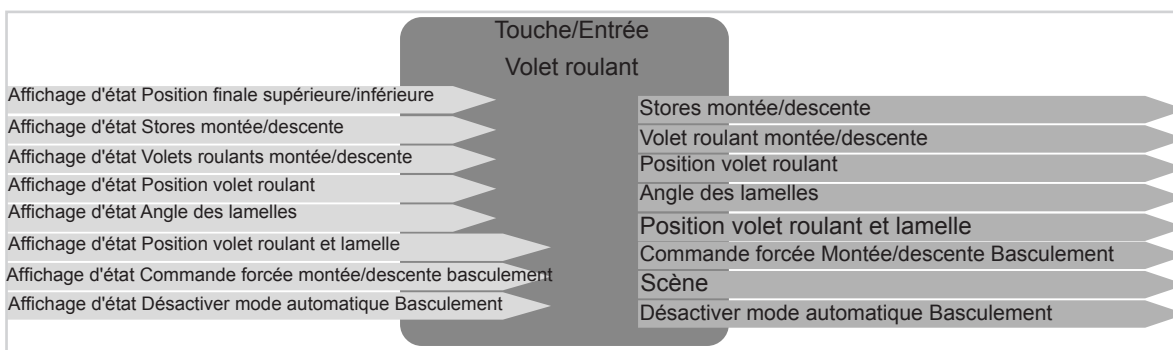 Touche/Entrée
Volet roulant
Affichage d'état Position finale supérieure/inférieure
Affichage d'état Stores montée/descente
Affichage d'état Volets roulants montée/descente
Affichage d'état Position volet roulant
Affichage d'état Angle des lamelles
Affichage d'état Position volet roulant et lamelle
Affichage d'état Commande forcée montée/descente basculement
Affichage d'état Désactiver mode automatique Basculement
Stores montée/descente
Volet roulant montée/descente
Position volet roulant
Angle des lamelles
Position volet roulant et lamelle
Commande forcée Montée/descente Basculement
Scène
Désactiver mode automatique Basculement